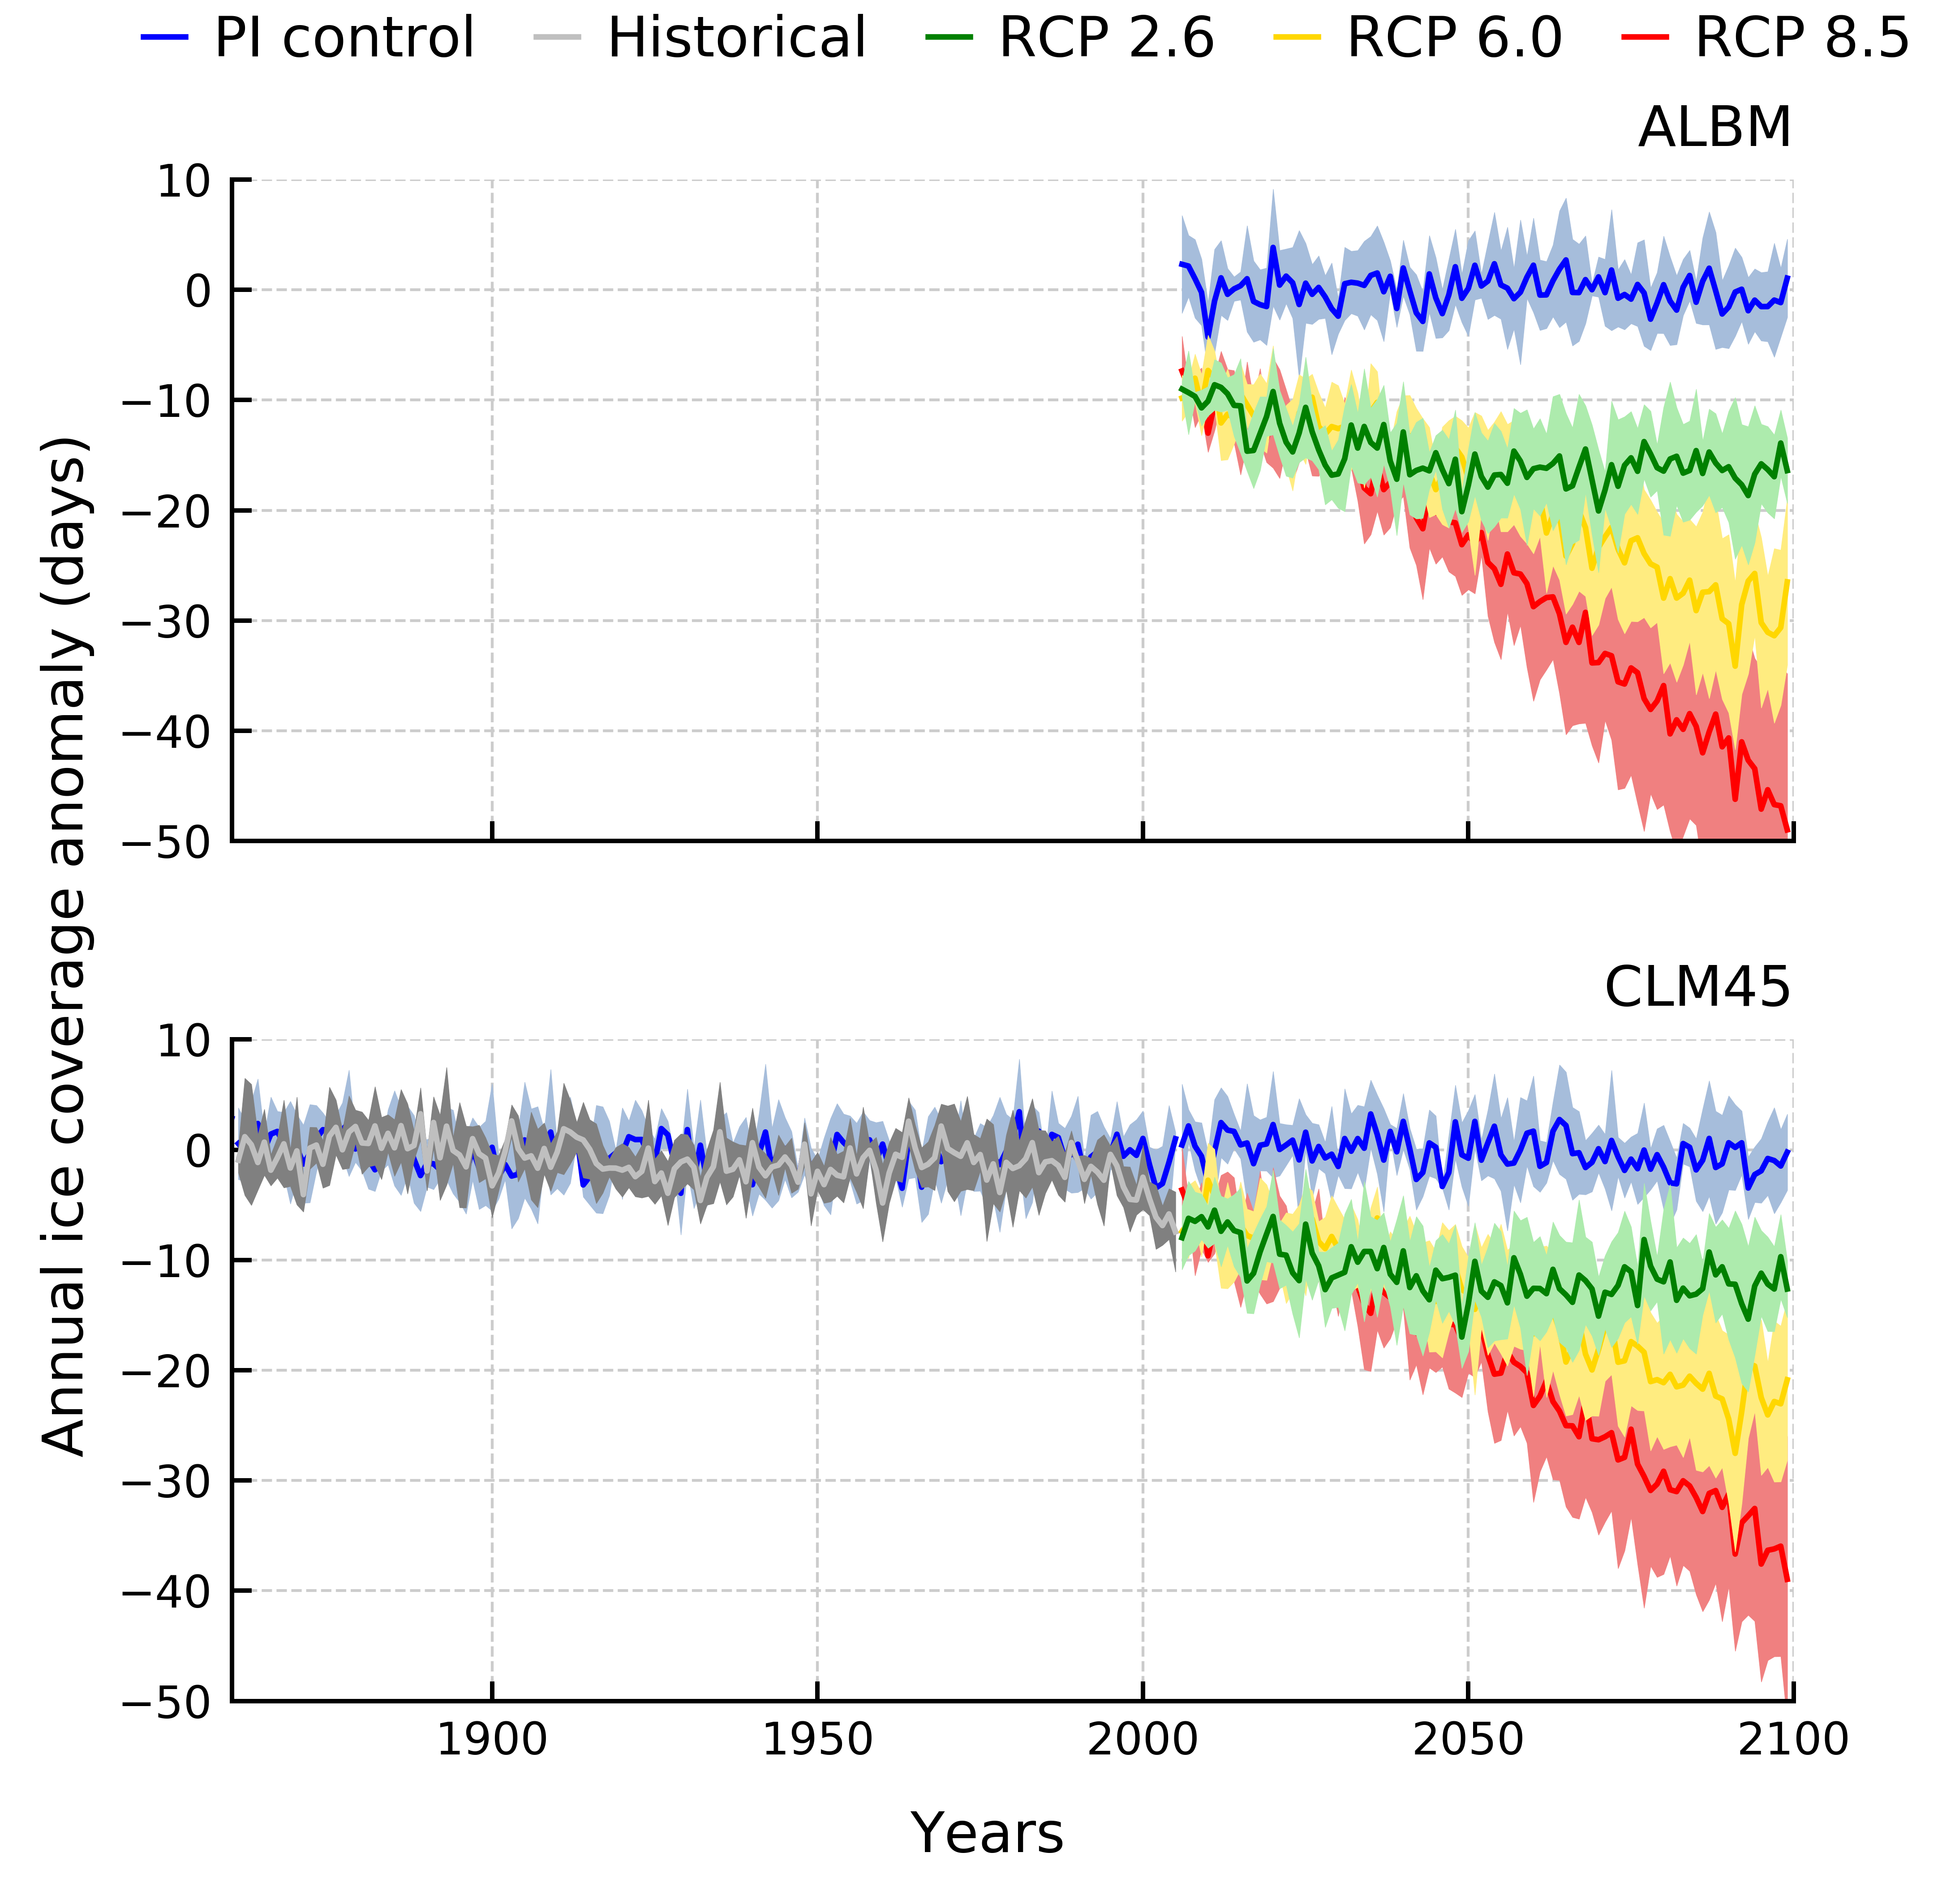 PI control Historical RCP 2.6 RCP 6.0 RCP 8.5
ALBM
10
0
−10
−20
−30
−40
−50
Annual ice coverage anomaly (days)
CLM45
10
0
−10
−20
−30
−40
−50
1900 1950 2000 2050 2100
Years